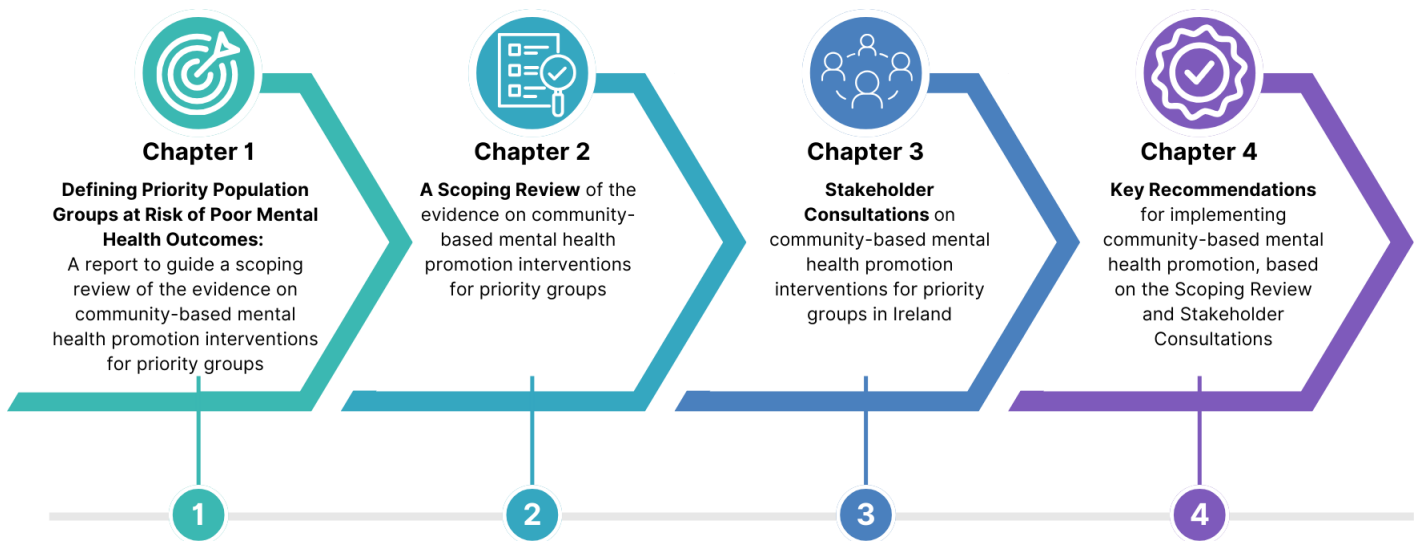 Chapter 1
Defining Priority Population
Groups at Risk of Poor Mental
Health Outcomes:
A report to guide a scoping
review of the evidence on
community-based mental
health promotion interventions
for priority groups
1
Chapter 2
A Scoping Review of the
evidence on community-
based mental health
promotion interventions
for priority groups
2
Chapter 3
Stakeholder
Consultations on
community-based mental
health promotion
interventions for priority
groups in Ireland
3
Chapter 4
Key Recommendations
for implementing
community-based mental
health promotion, based
on the Scoping Review
and Stakeholder
Consultations
4